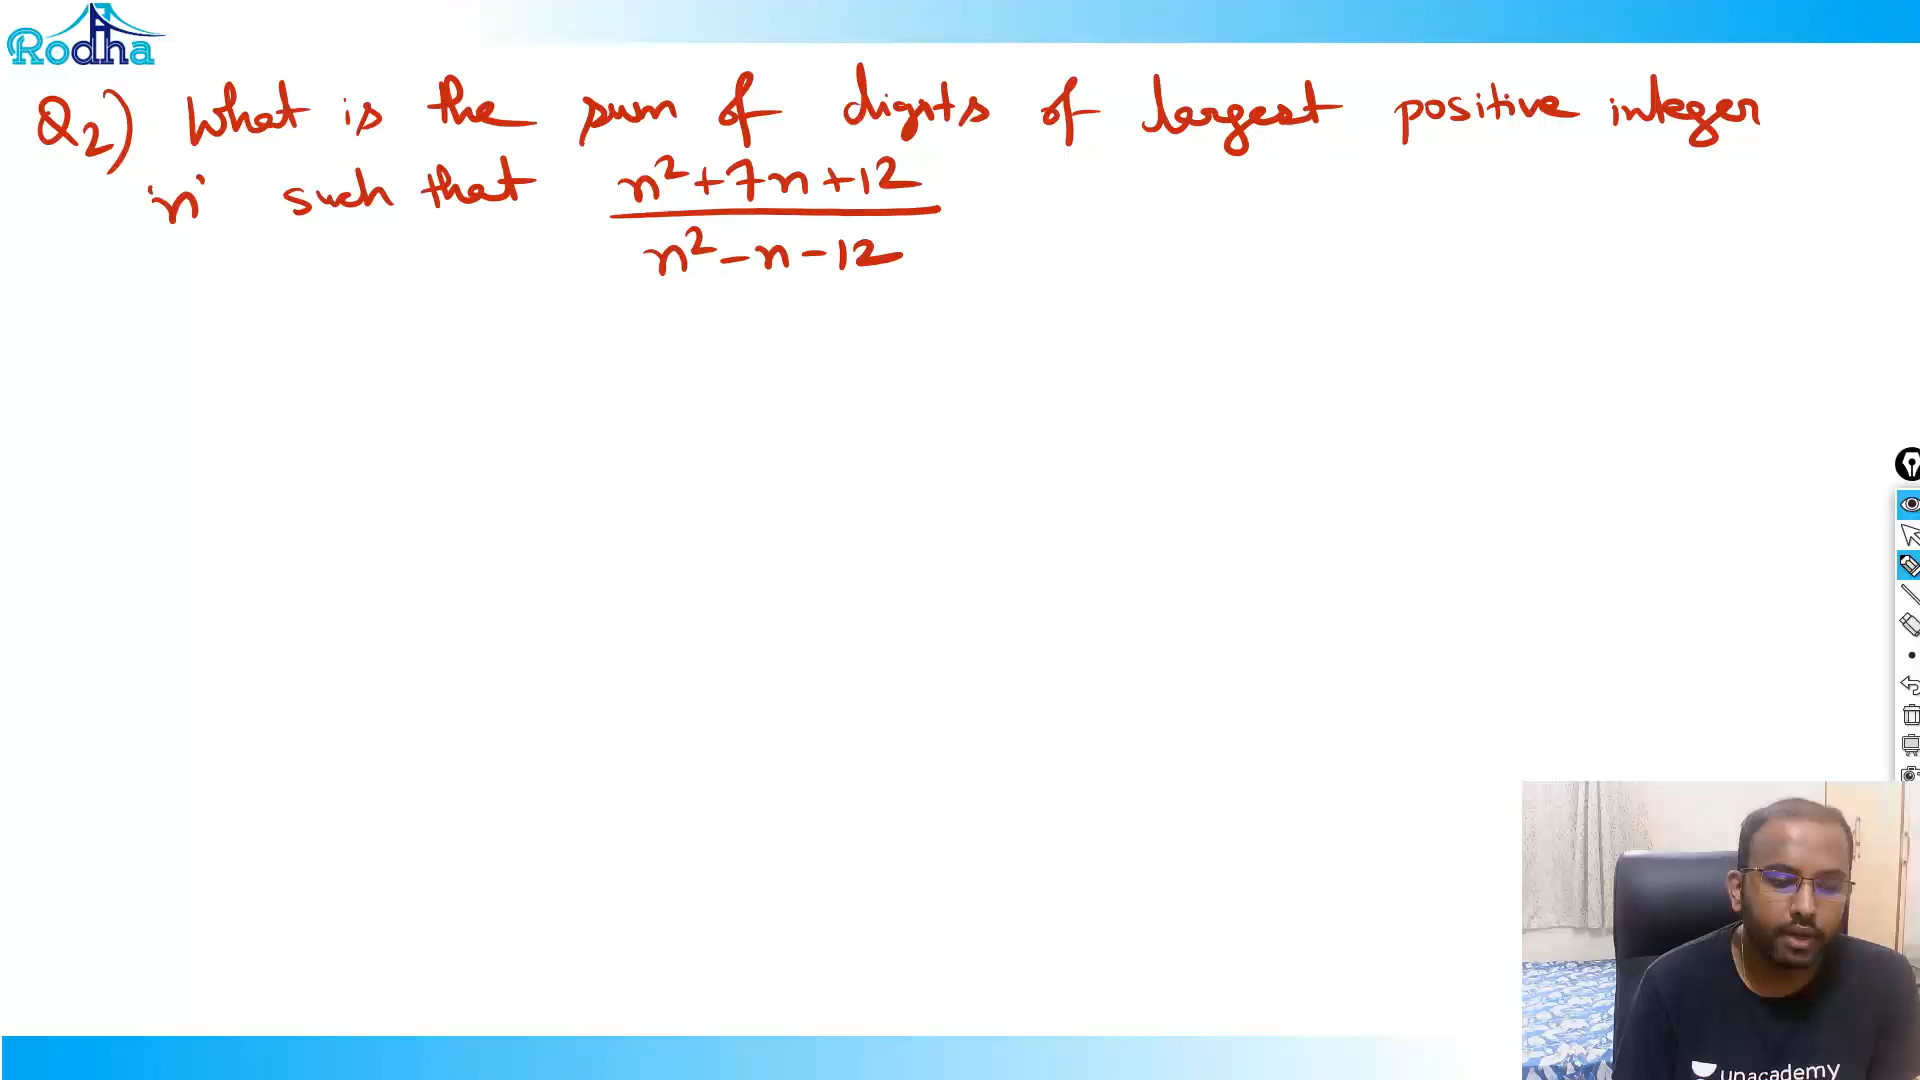 Rodha
Q2) What is the sum of digits of largest positive integer
'n' such that n²+7n+12
n²-n-12
unacademy